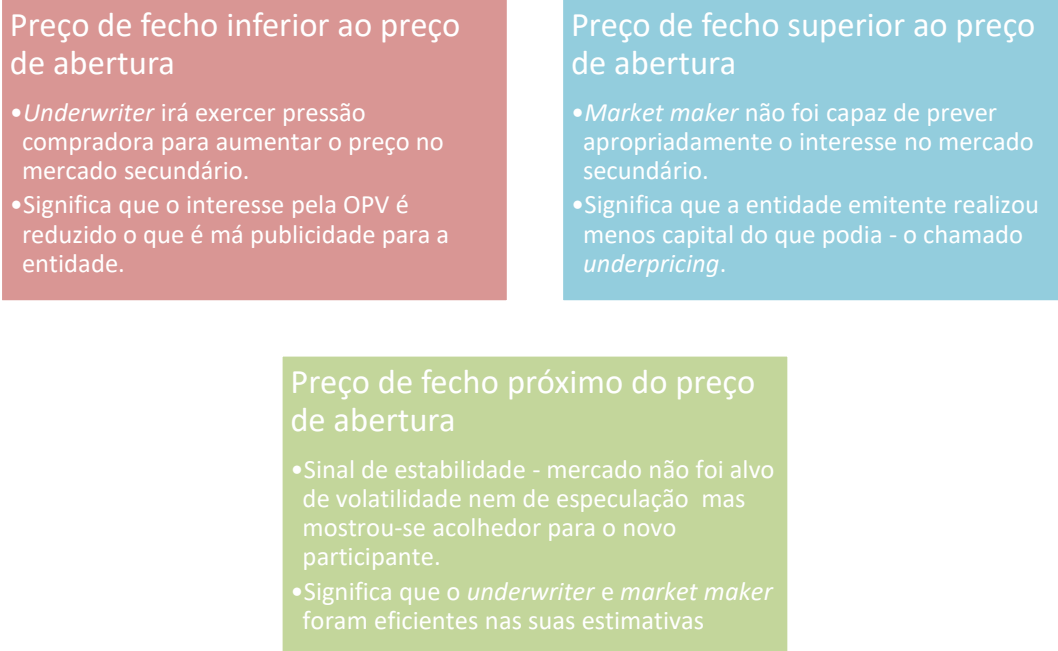 Preço de fecho inferior ao preço
de abertura
•Underwriter irá exercer pressão
compradora para aumentar o preço no
mercado secundário.
•Significa que o interesse pela OPV é
reduzido o que é má publicidade para a
entidade.
Preço de fecho superior ao preço
de abertura
•Market maker não foi capaz de prever
apropriadamente o interesse no mercado
secundário.
•Significa que a entidade emitente realizou
menos capital do que podia - o chamado
underpricing.
Preço de fecho próximo do preço
de abertura
•Sinal de estabilidade - mercado não foi alvo
de volatilidade nem de especulação  mas
mostrou-se acolhedor para o novo
participante.
•Significa que o underwriter e market maker
foram eficientes nas suas estimativas